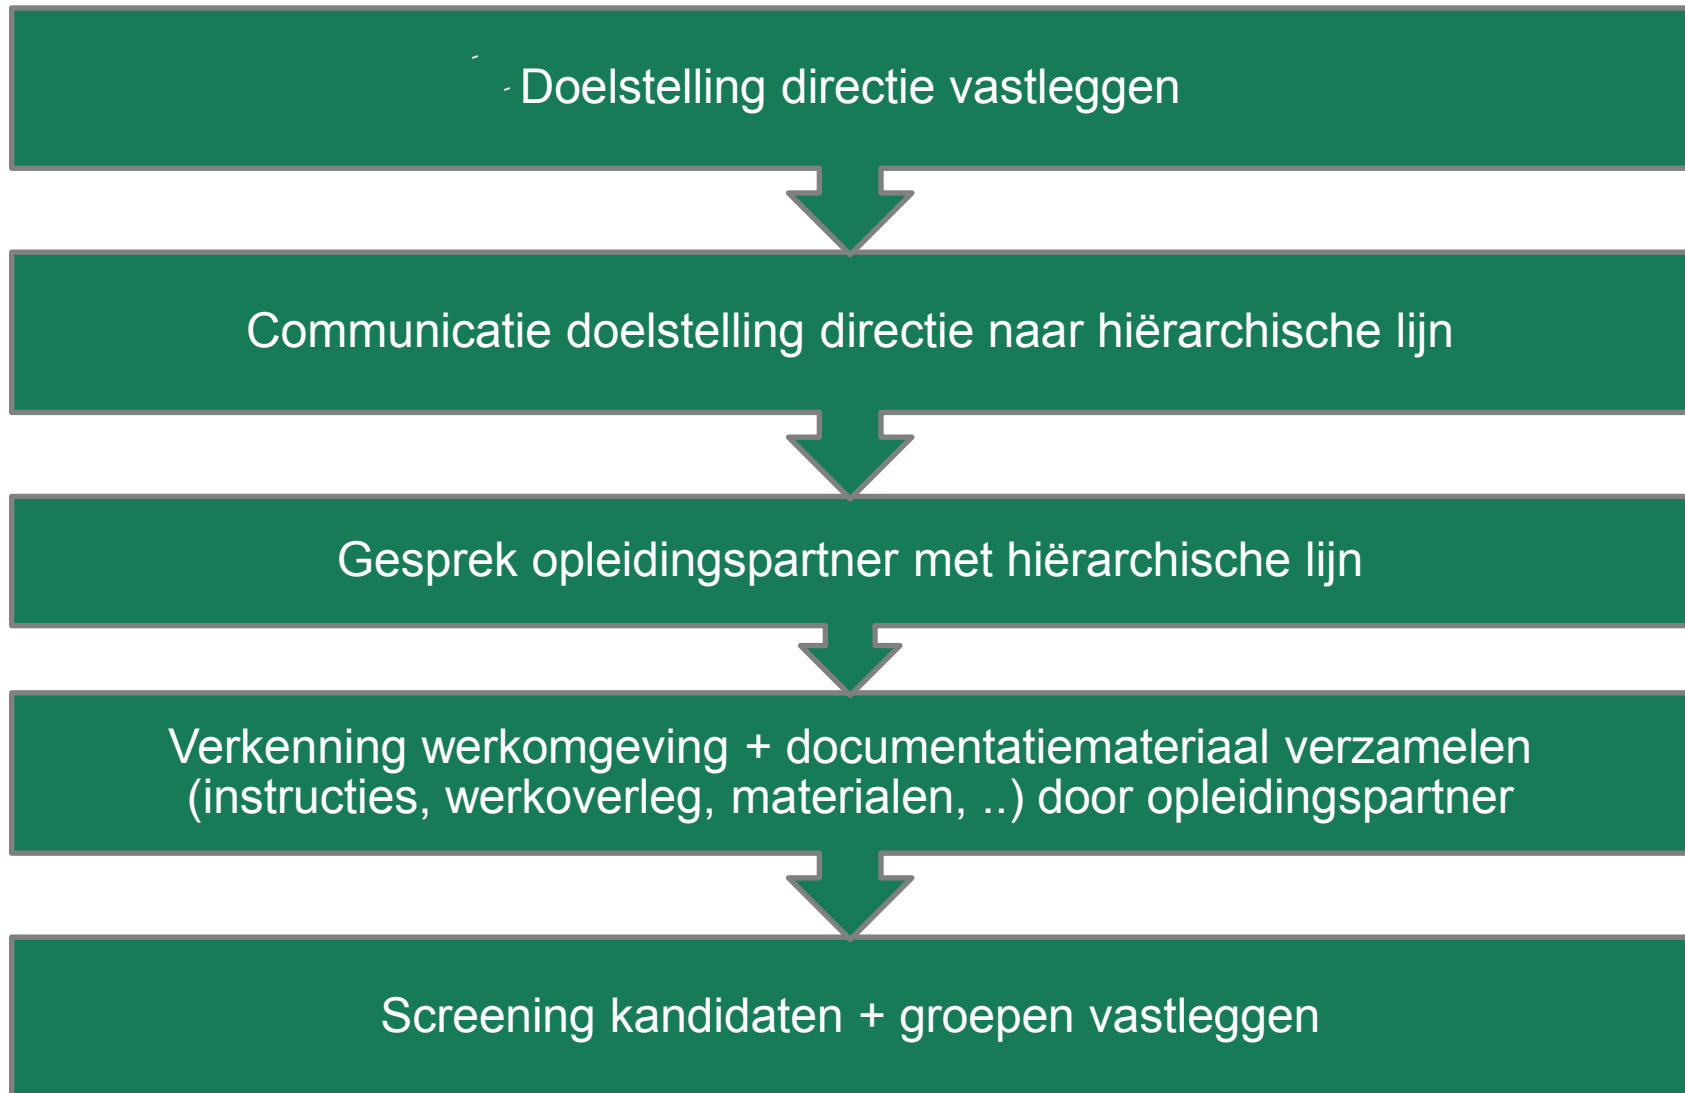 Doelstelling directie vastleggen
Communicatie doelstelling directie naar hiërarchische lijn
Gesprek opleidingspartner met hiërarchische lijn
Verkenning werkomgeving + documentatiemateriaal verzamelen
(instructies, werkoverleg, materialen, ..) door opleidingspartner
Screening kandidaten + groepen vastleggen